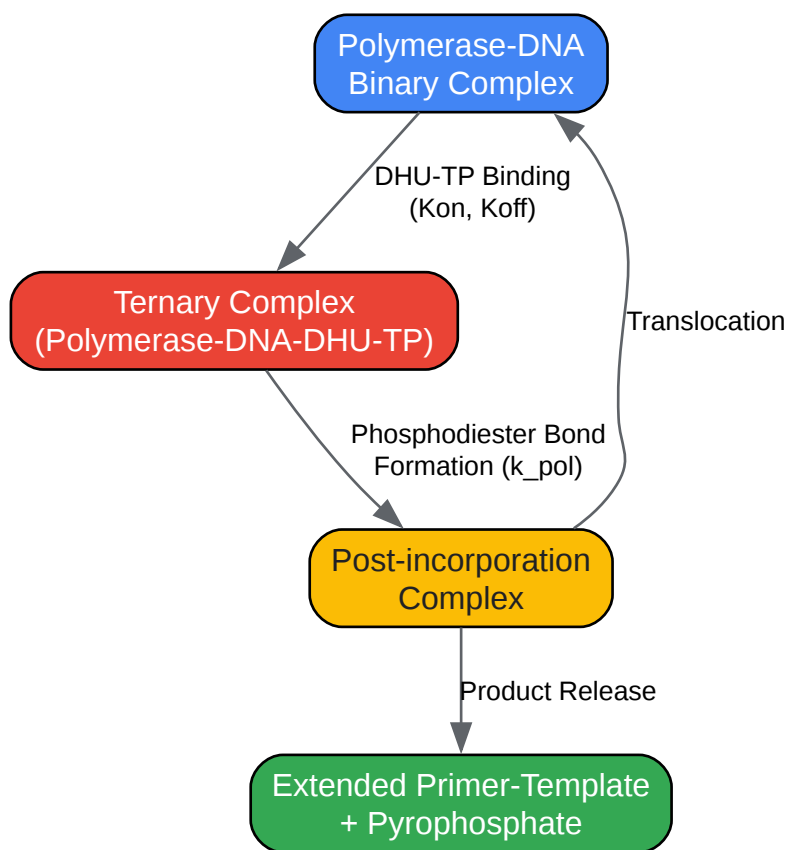 Polymerase-DNA
Binary Complex
DHU-TP Binding
(Kon, Koff)
Ternary Complex
(Polymerase-DNA-DHU-TP)
Translocation
Phosphodiester Bond
Formation (k_pol)
Post-incorporation
Complex
Product Release
Extended Primer-Template
+ Pyrophosphate